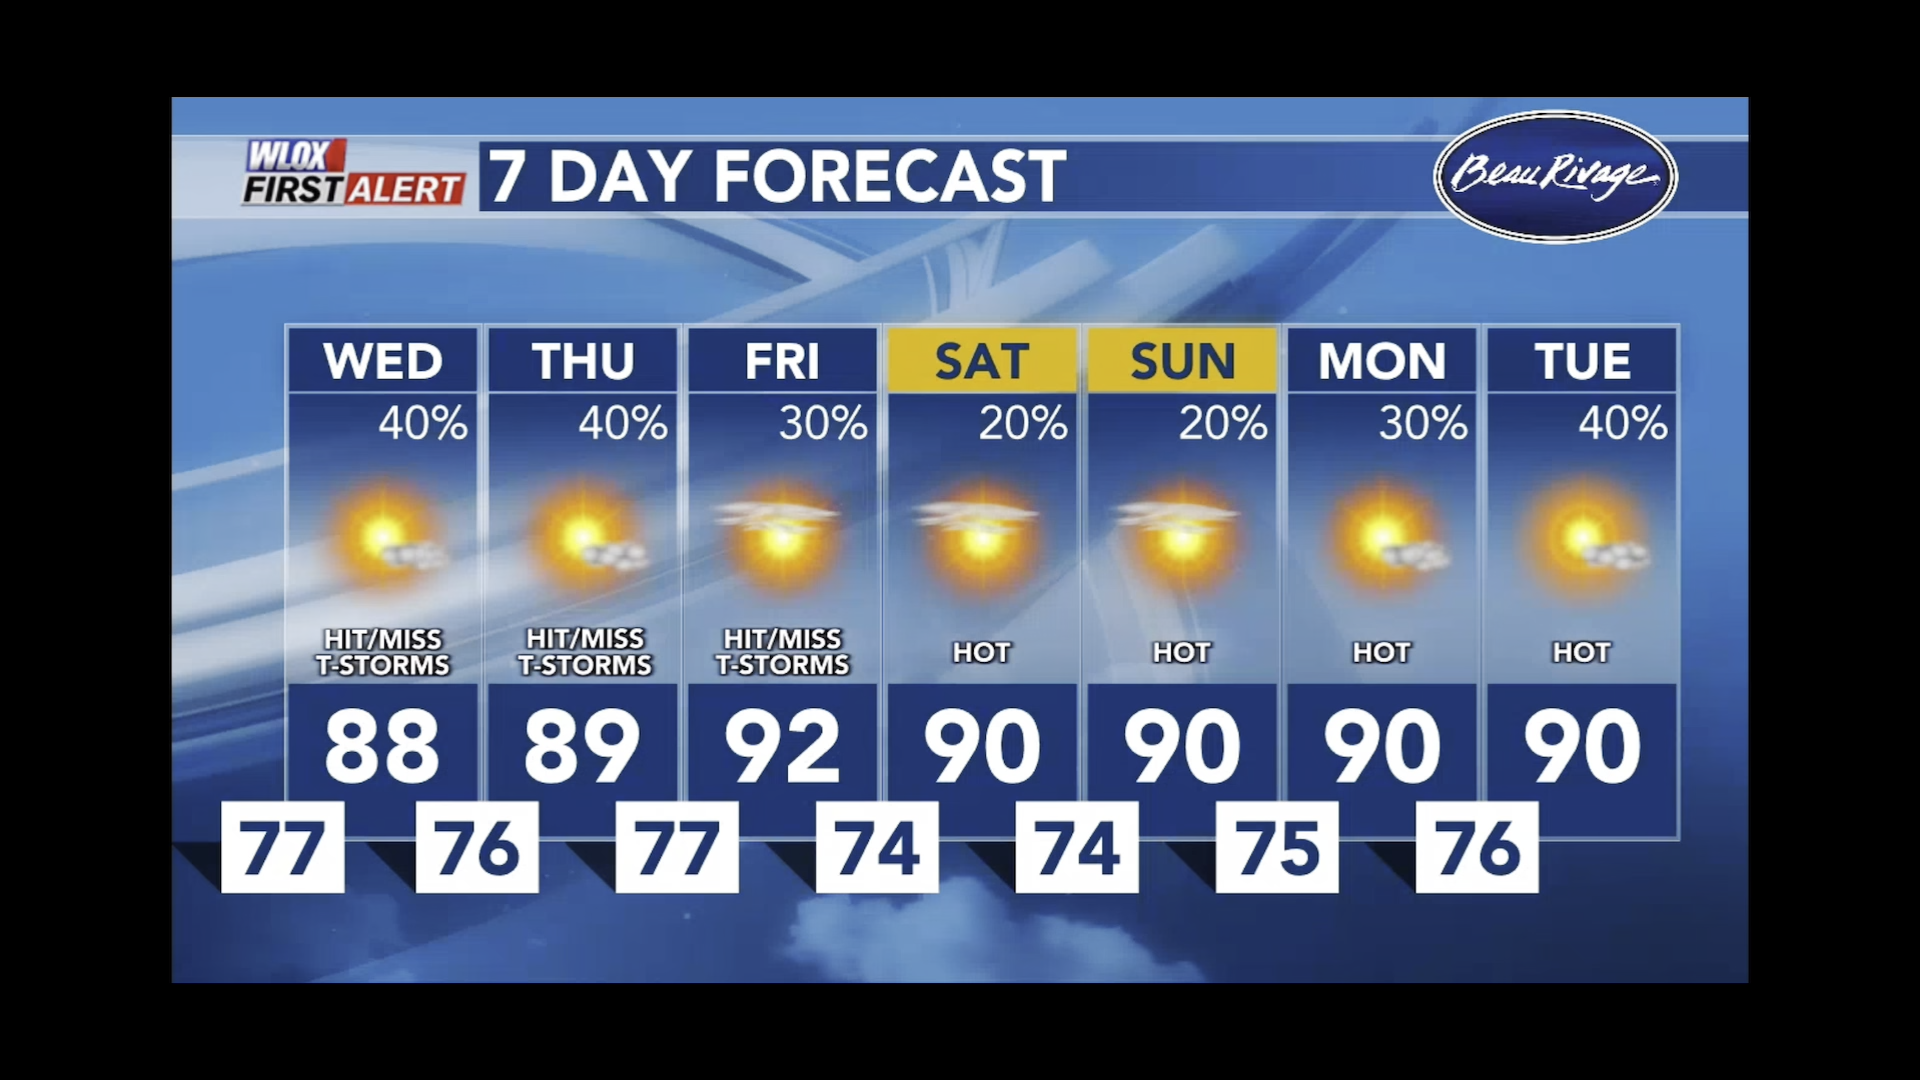 WLOX
FIRST ALERT
7 DAY FORECAST
Beau Rivage
WED THU FRI SAT SUN MON TUE
40% 40% 30% 20% 20% 30% 40%
HIT/MISS HIT/MISS HIT/MISS
T-STORMS T-STORMS T-STORMS
HOT HOT HOT HOT
88 89 92 90 90 90 90
77 76 77 74 74 75 76